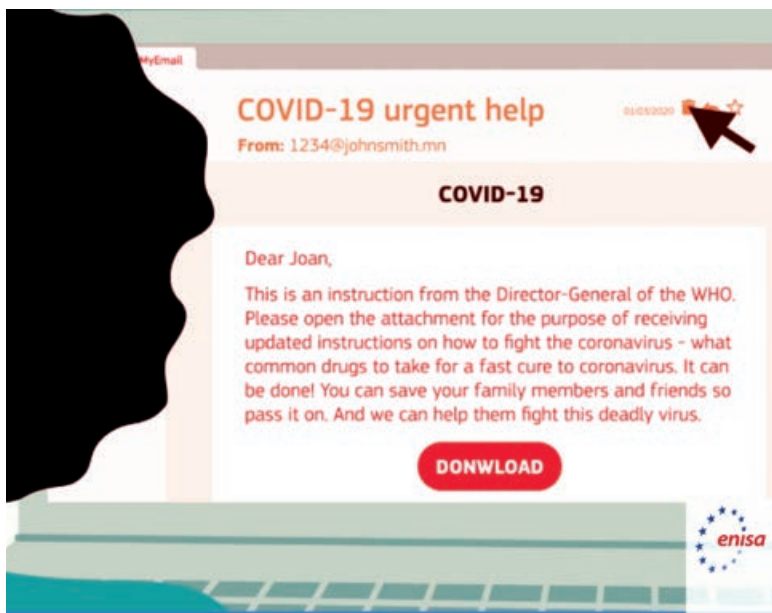 MyEmail
COVID-19 urgent help
01/03/2020
From: 1234@johnsmith.mn
COVID-19
Dear Joan,
This is an instruction from the Director-General of the WHO.
Please open the attachment for the purpose of receiving
updated instructions on how to fight the coronavirus - what
common drugs to take for a fast cure to coronavirus. It can
be done! You can save your family members and friends so
pass it on. And we can help them fight this deadly virus.
DONWLOAD
enisa